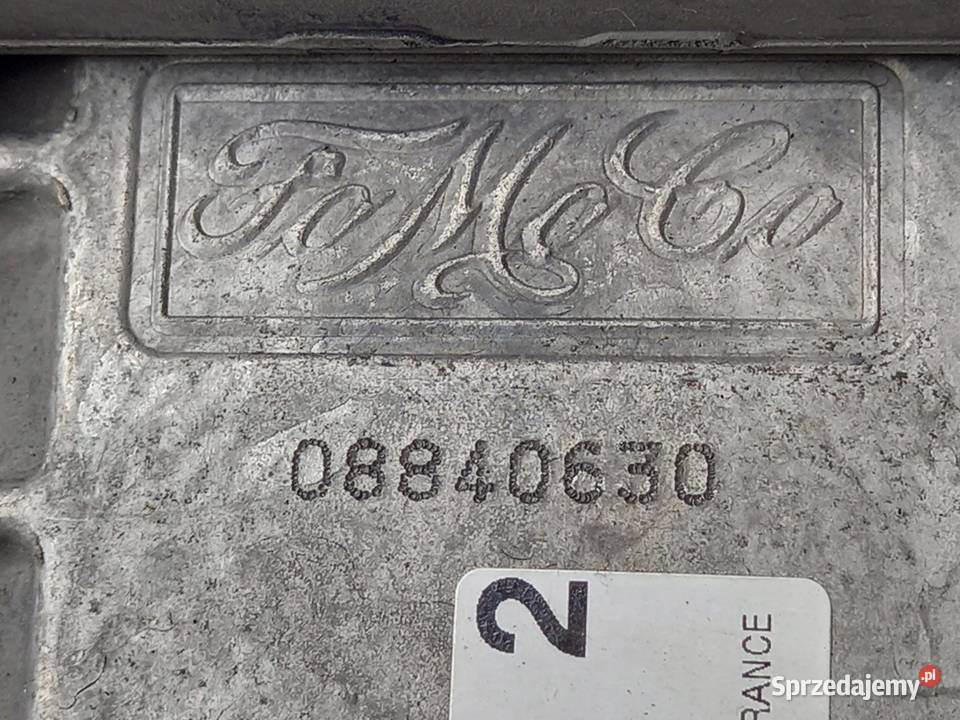 FoMoCo
08840630
2
RANCE
Sprzedajemy.pl